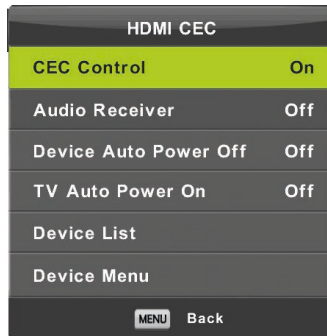 HDMI CEC
CEC Control On
Audio Receiver Off
Device Auto Power Off Off
TV Auto Power On Off
Device List
Device Menu
MENU Back